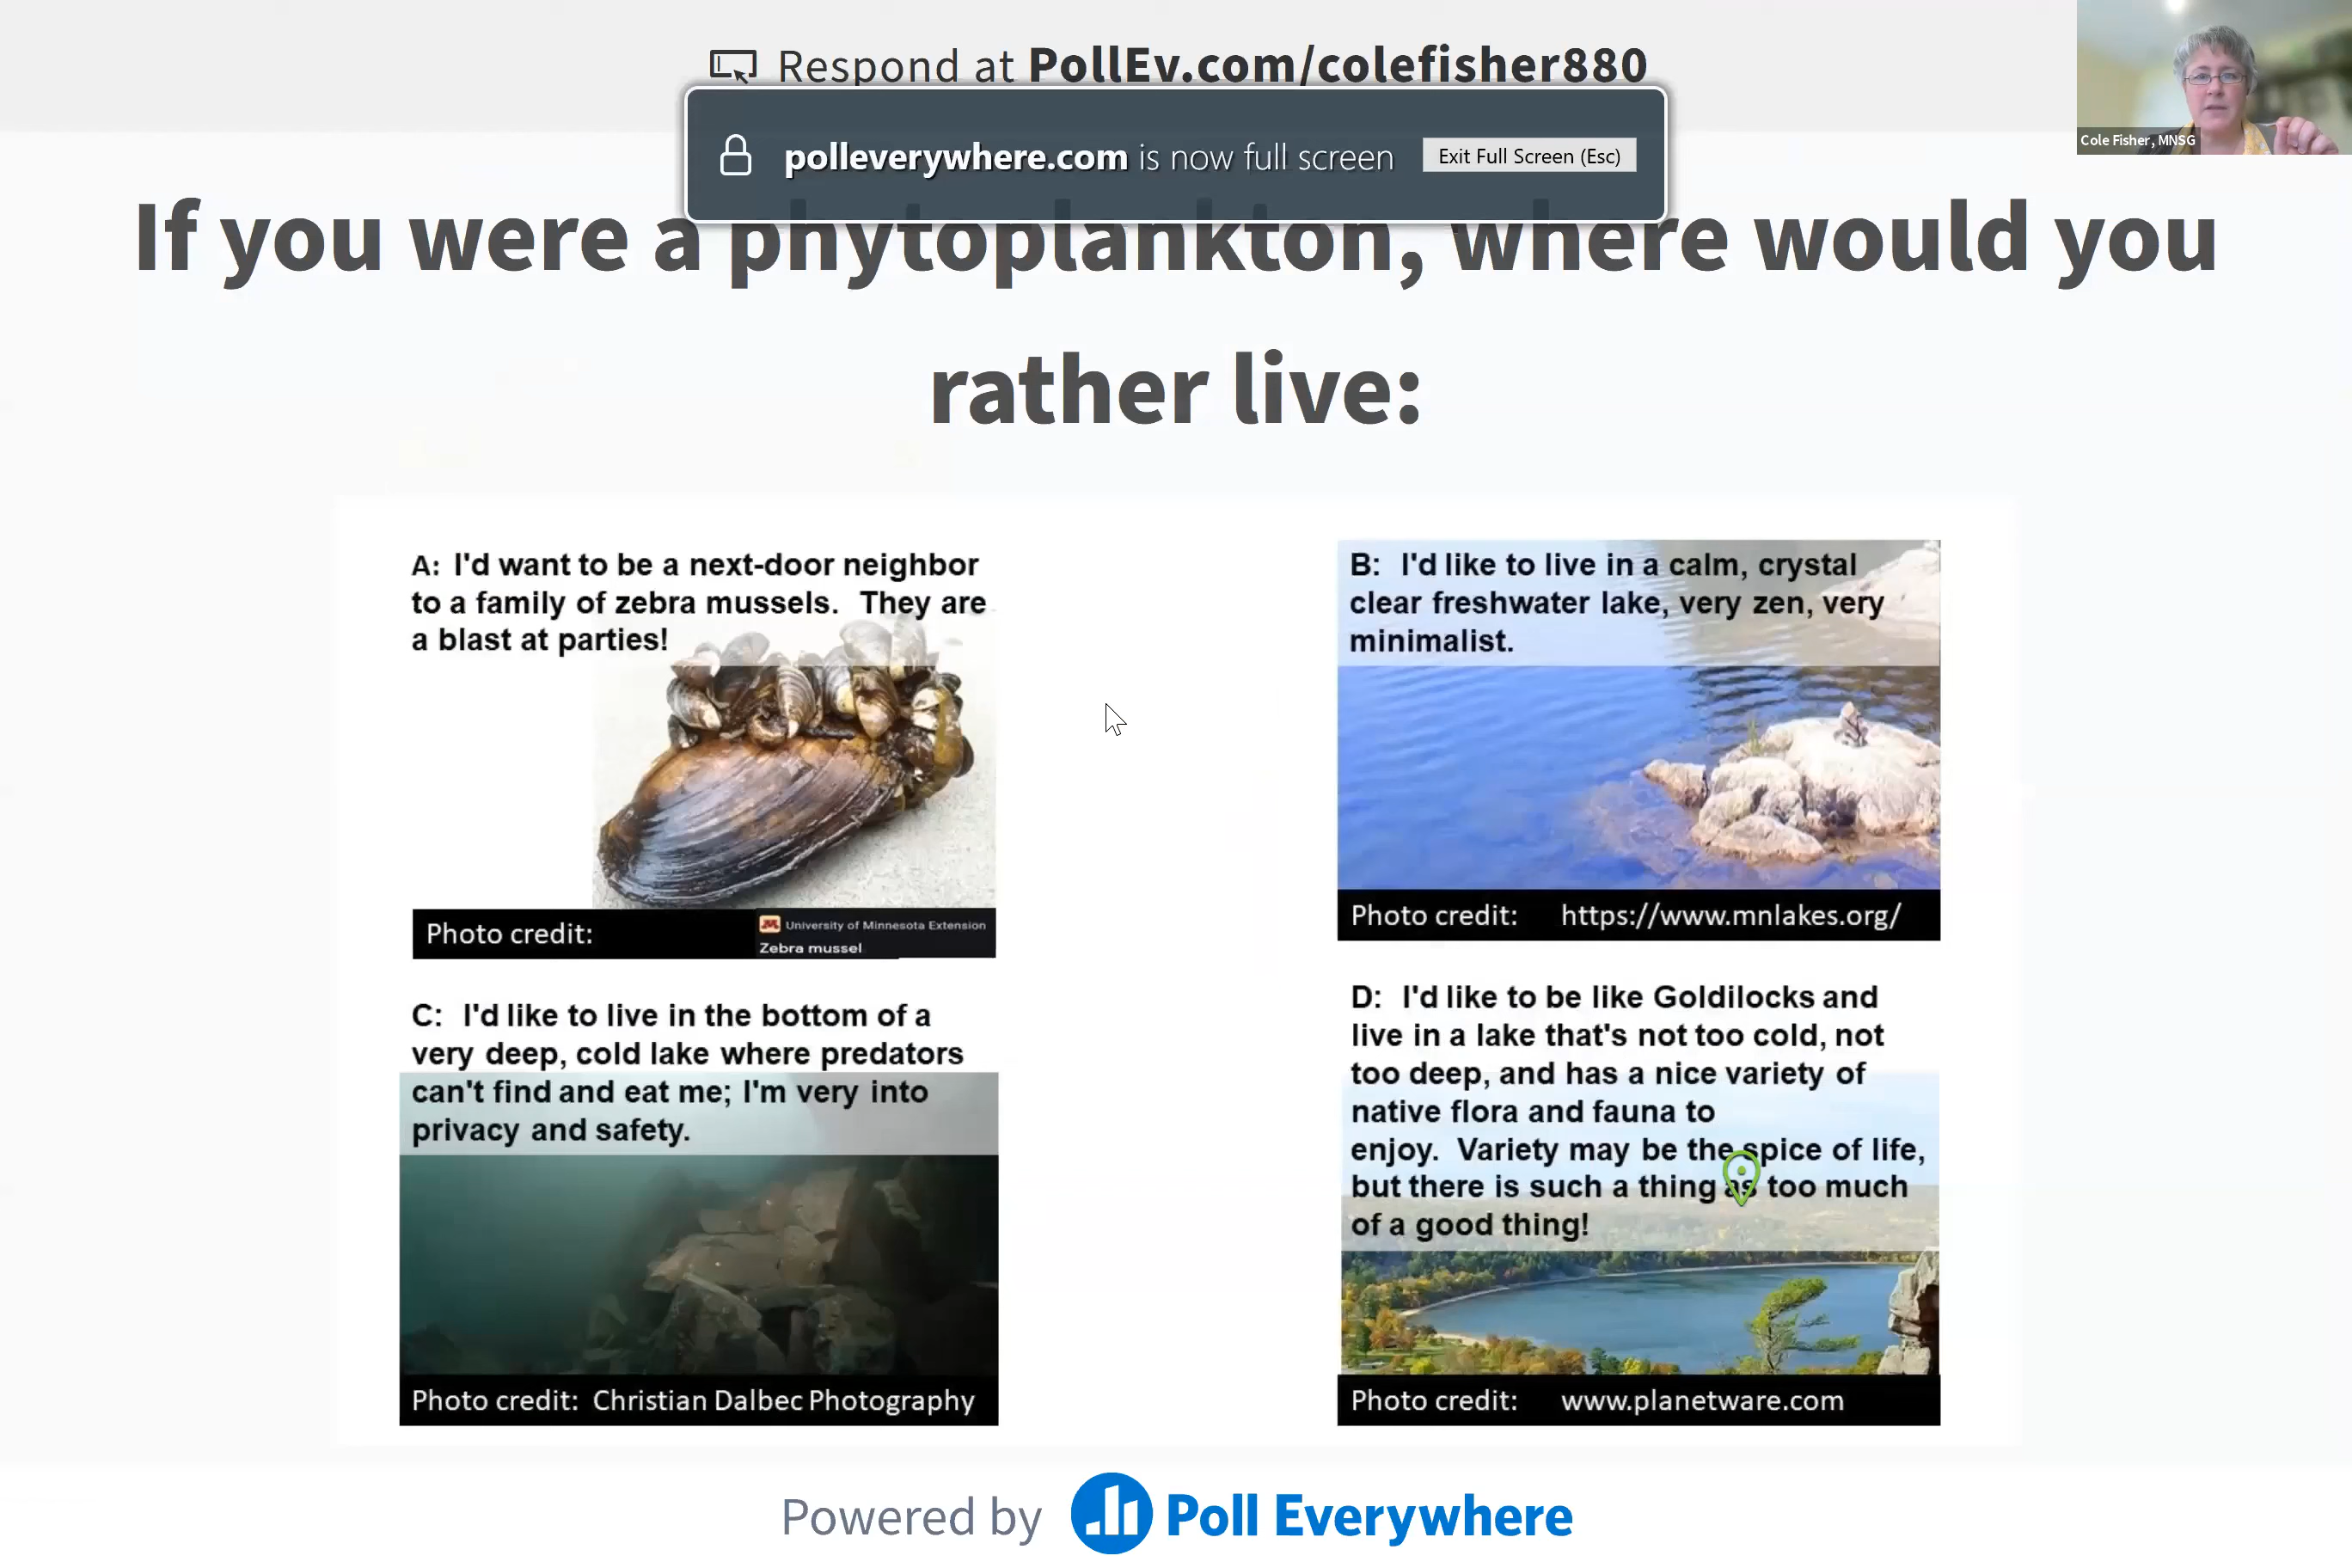 Respond at PollEv.com/colefisher880
polleverywhere.com is now full screen
Exit Full Screen (Esc)
Cole Fisher, MNSG
If you were a phytoplankton, where would you
rather live:
A: I'd want to be a next-door neighbor
to a family of zebra mussels. They are
a blast at parties!
Photo credit:
University of Minnesota Extension
Zebra mussel
B: I'd like to live in a calm, crystal
clear freshwater lake, very zen, very
minimalist.
Photo credit: https://www.mnlakes.org/
C: I'd like to live in the bottom of a
very deep, cold lake where predators
can't find and eat me; I'm very into
privacy and safety.
Photo credit: Christian Dalbec Photography
D: I'd like to be like Goldilocks and
live in a lake that's not too cold, not
too deep, and has a nice variety of
native flora and fauna to
enjoy. Variety may be the spice of life,
but there is such a thing as too much
of a good thing!
Photo credit: www.planetware.com
Powered by Poll Everywhere